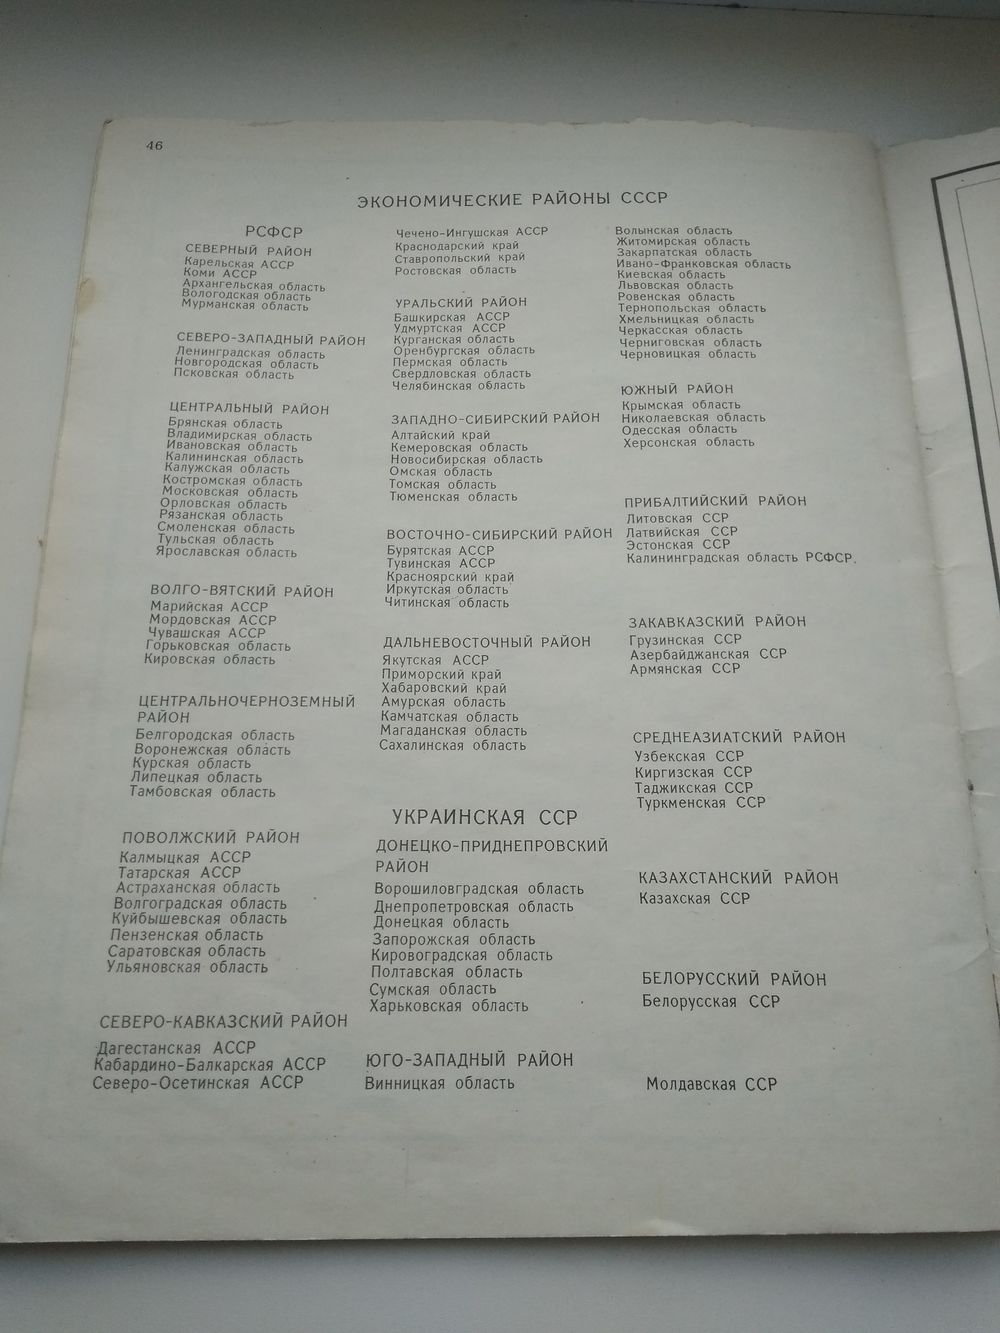 46
ЭКОНОМИЧЕСКИЕ РАЙОНЫ СССР
РСФСР
СЕВЕРНЫЙ РАЙОН
Карельская АССР
Коми АССР
Архангельская область
Вологодская область
Мурманская область
СЕВЕРО-ЗАПАДНЫЙ РАЙОН
Ленинградская область
Новгородская область
Псковская область
ЦЕНТРАЛЬНЫЙ РАЙОН
Брянская область
Владимирская область
Ивановская область
Калининская область
Калужская область
Костромская область
Московская область
Орловская область
Рязанская область
Смоленская область
Тульская область
Ярославская область
ВОЛГО-ВЯТСКИЙ РАЙОН
Марийская АССР
Мордовская АССР
Чувашская АССР
Горьковская область
Кировская область
ЦЕНТРАЛЬНОЧЕРНОЗЕМНЫЙ
РАЙОН
Белгородская область
Воронежская область
Курская область
Липецкая область
Тамбовская область
ПОВОЛЖСКИЙ РАЙОН
Калмыцкая АССР
Татарская АССР
Астраханская область
Волгоградская область
Куйбышевская область
Пензенская область
Саратовская область
Ульяновская область
СЕВЕРО-КАВКАЗСКИЙ РАЙОН
Дагестанская АССР
Кабардино-Балкарская АССР
Северо-Осетинская АССР
Чечено-Ингушская АССР
Краснодарский край
Ставропольский край
Ростовская область
УРАЛЬСКИЙ РАЙОН
Башкирская АССР
Удмуртская АССР
Курганская область
Оренбургская область
Пермская область
Свердловская область
Челябинская область
ЗАПАДНО-СИБИРСКИЙ РАЙОН
Алтайский край
Кемеровская область
Новосибирская область
Омская область
Томская область
Тюменская область
ВОСТОЧНО-СИБИРСКИЙ РАЙОН
Бурятская АССР
Тувинская АССР
Красноярский край
Иркутская область
Читинская область
ДАЛЬНЕВОСТОЧНЫЙ РАЙОН
Якутская АССР
Приморский край
Хабаровский край
Амурская область
Камчатская область
Магаданская область
Сахалинская область
УКРАИНСКАЯ ССР
ДОНЕЦКО-ПРИДНЕПРОВСКИЙ
РАЙОН
Ворошиловградская область
Днепропетровская область
Донецкая область
Запорожская область
Кировоградская область
Полтавская область
Сумская область
Харьковская область
ЮГО-ЗАПАДНЫЙ РАЙОН
Винницкая область
Волынская область
Житомирская область
Закарпатская область
Ивано-Франковская область
Киевская область
Львовская область
Ровенская область
Тернопольская область
Хмельницкая область
Черкасская область
Черниговская область
Черновицкая область
ЮЖНЫЙ РАЙОН
Крымская область
Николаевская область
Одесская область
Херсонская область
ПРИБАЛТИЙСКИЙ РАЙОН
Литовская ССР
Латвийская ССР
Эстонская ССР
Калининградская область РСФСР.
ЗАКАВКАЗСКИЙ РАЙОН
Грузинская ССР
Азербайджанская ССР
Армянская ССР
СРЕДНЕАЗИАТСКИЙ РАЙОН
Узбекская ССР
Киргизская ССР
Таджикская ССР
Туркменская ССР
КАЗАХСТАНСКИЙ РАЙОН
Казахская ССР
БЕЛОРУССКИЙ РАЙОН
Белорусская ССР
Молдавская ССР